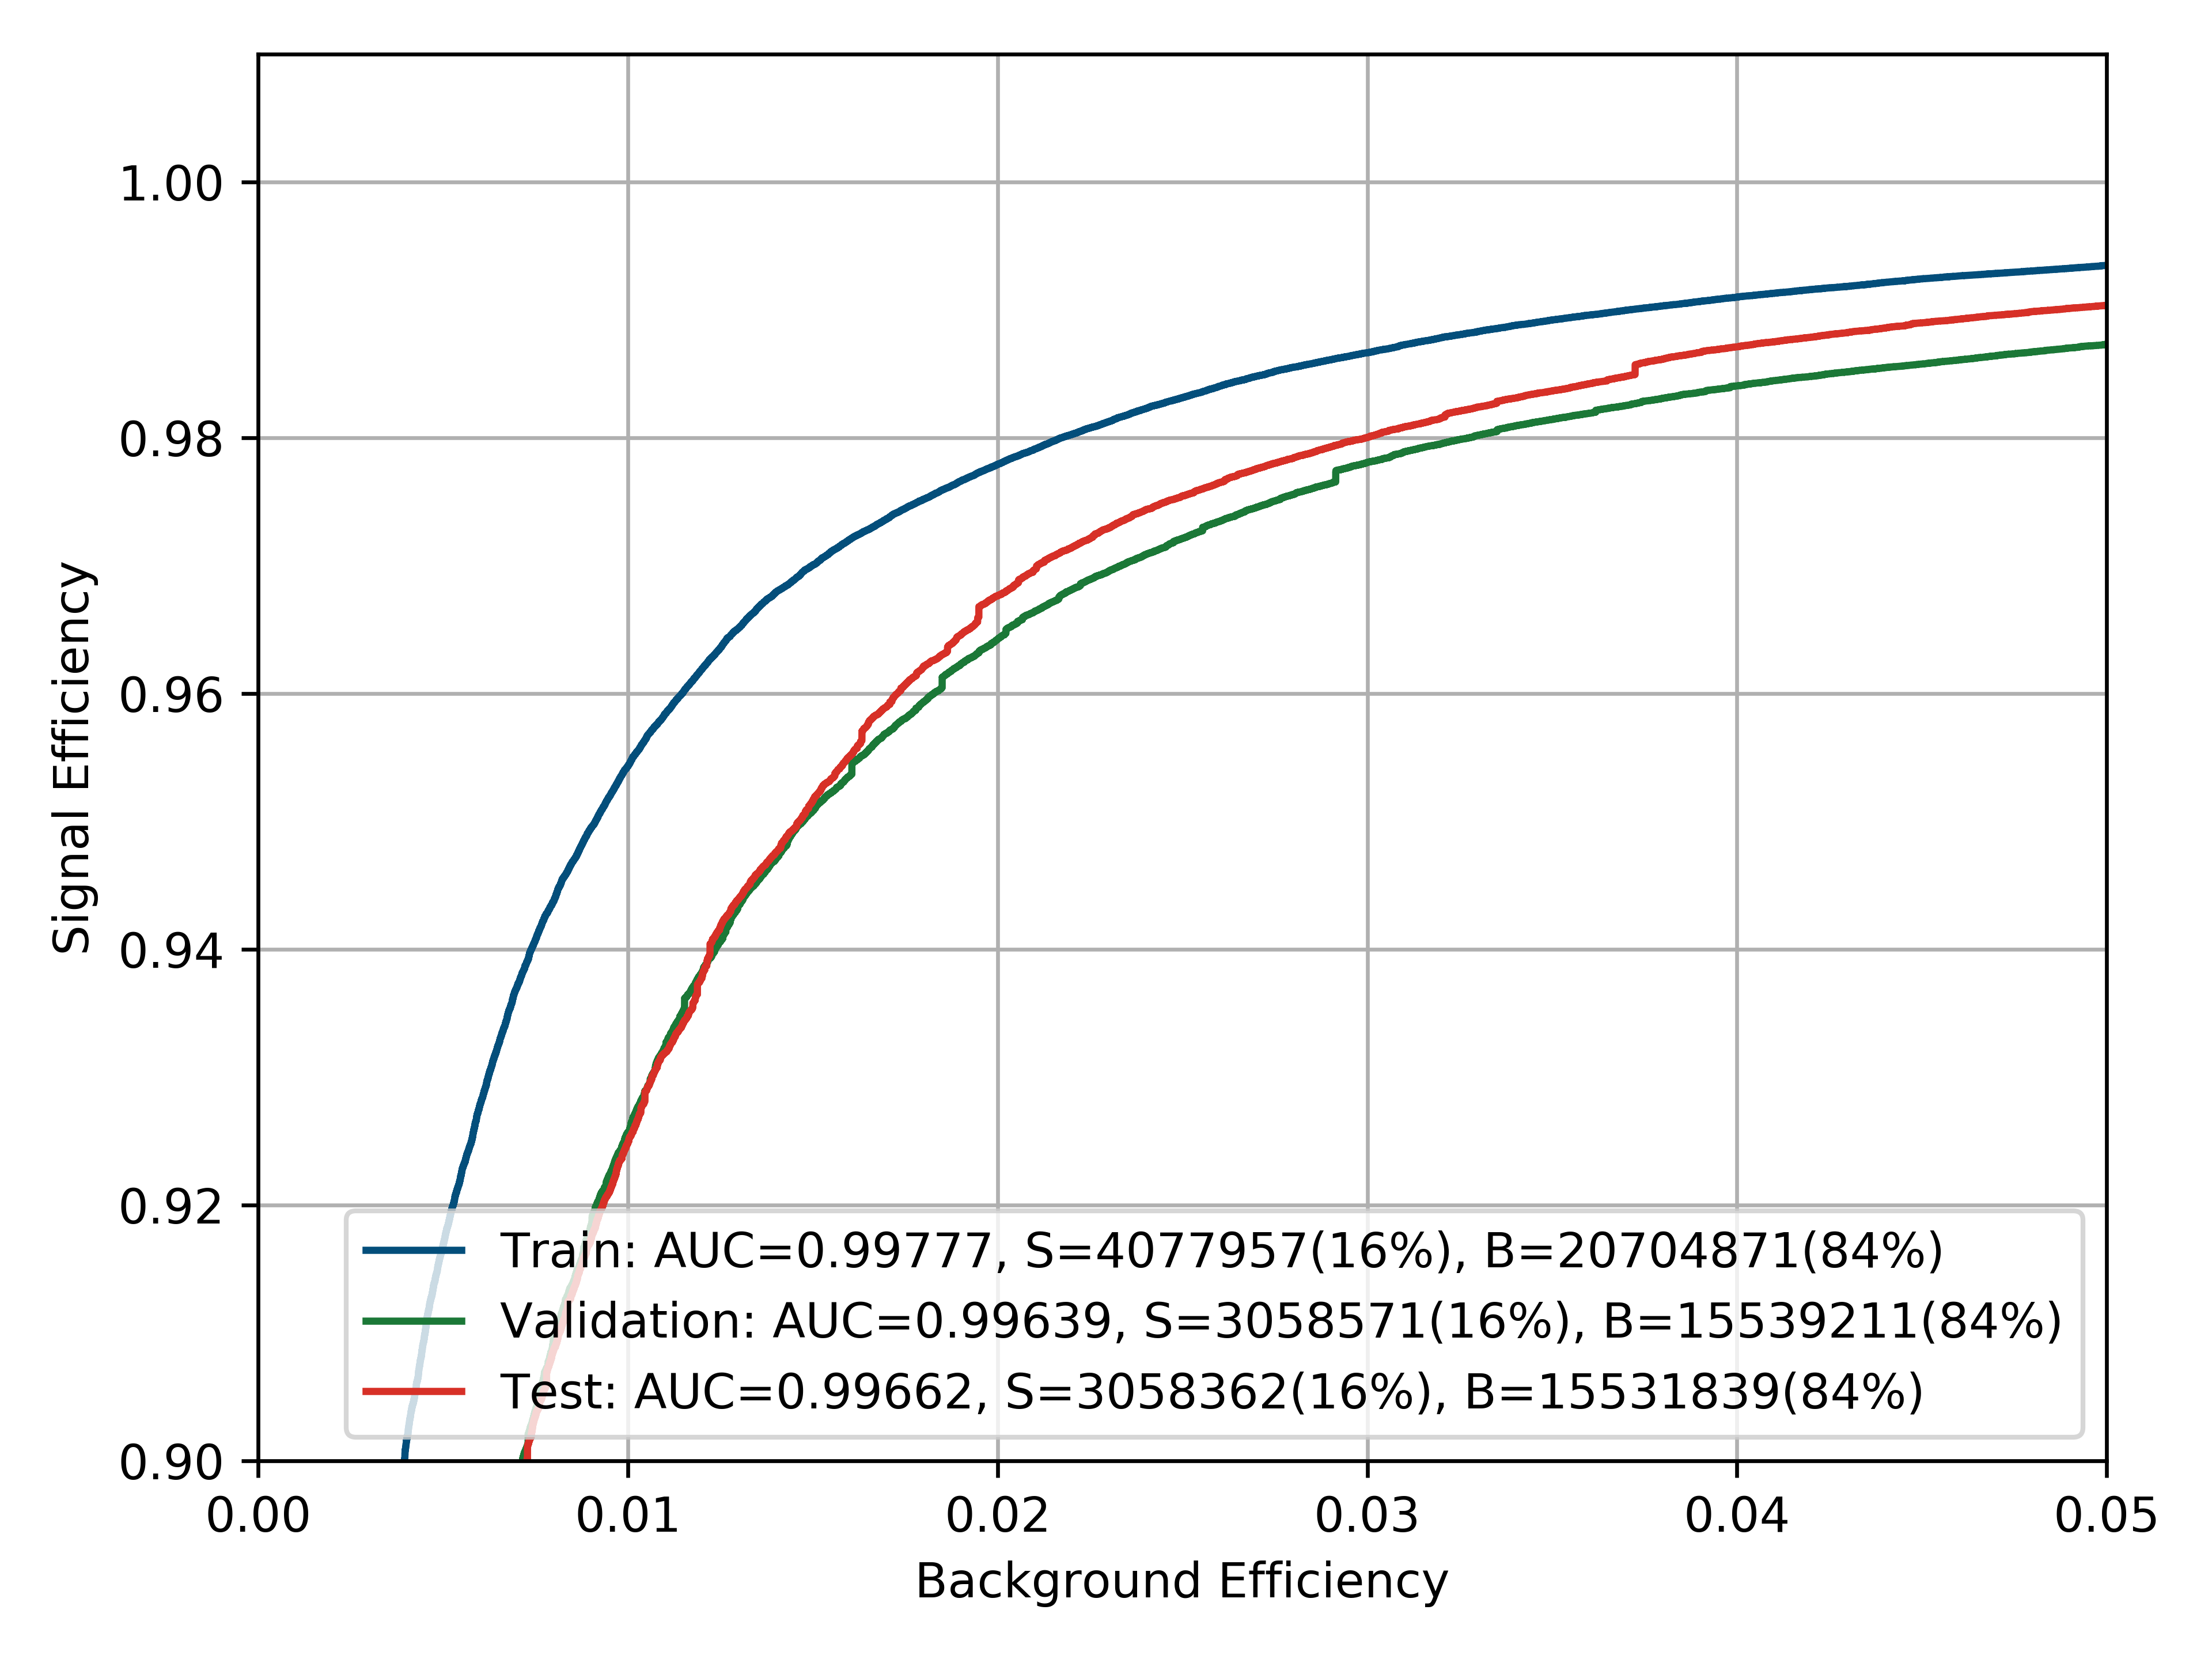 1.00
0.98
0.96
0.94
0.92
0.90
Signal Efficiency
Train: AUC=0.99777, S=4077957(16%), B=20704871(84%)
Validation: AUC=0.99639, S=3058571(16%), B=15539211(84%)
Test: AUC=0.99662, S=3058362(16%), B=15531839(84%)
0.00 0.01 0.02 0.03 0.04 0.05
Background Efficiency